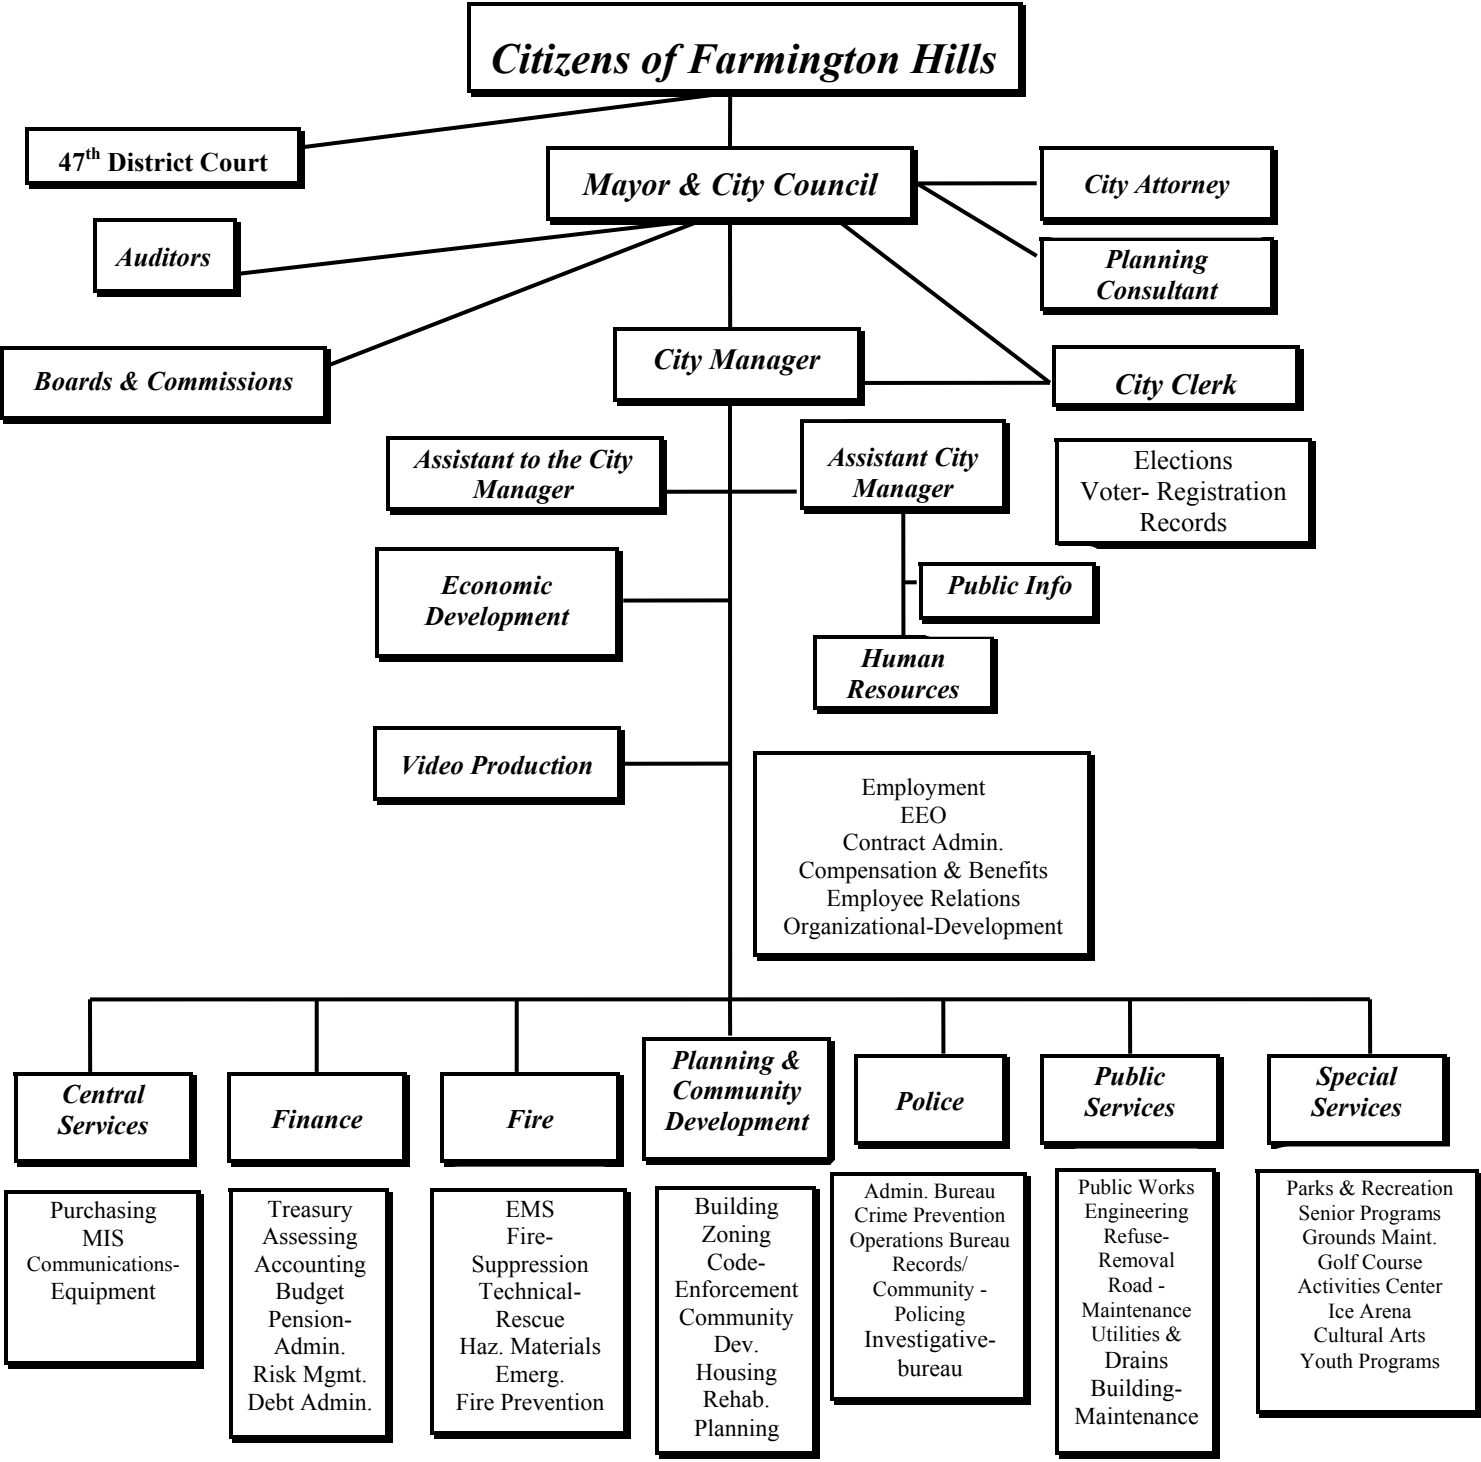 Citizens of Farmington Hills
47th District Court
Mayor & City Council
City Attorney
Auditors
Planning
Consultant
Boards & Commissions
City Manager
City Clerk
Assistant to the City
Manager
Assistant City
Manager
Elections
Voter- Registration
Records
Economic
Development
Public Info
Human
Resources
Video Production
Employment
EEO
Contract Admin.
Compensation & Benefits
Employee Relations
Organizational-Development
Central
Services
Finance
Fire
Planning &
Community
Development
Police
Public
Services
Special
Services
Purchasing
MIS
Communications-
Equipment
Treasury
Assessing
Accounting
Budget
Pension-
Admin.
Risk Mgmt.
Debt Admin.
EMS
Fire-
Suppression
Technical-
Rescue
Haz. Materials
Emerg.
Fire Prevention
Building
Zoning
Code-
Enforcement
Community
Dev.
Housing
Rehab.
Planning
Admin. Bureau
Crime Prevention
Operations Bureau
Records/
Community -
Policing
Investigative-
bureau
Public Works
Engineering
Refuse-
Removal
Road -
Maintenance
Utilities &
Drains
Building-
Maintenance
Parks & Recreation
Senior Programs
Grounds Maint.
Golf Course
Activities Center
Ice Arena
Cultural Arts
Youth Programs